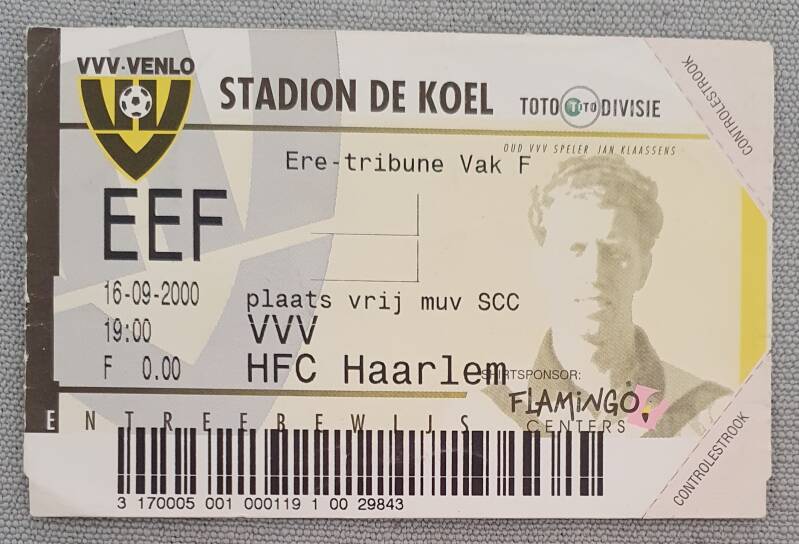 VVV-VENLO
STADION DE KOEL
TOTO TOTO DIVISIE
CONTROLESTROOK
OUD VVV SPELER JAN KLAASSENS
Ere-tribune Vak F
EEF
16-09-2000 plaats vrij muv SCC
19:00 VVV
F 0.00 HFC Haarlem
SHIRTSPONSOR:
FLAMINGO
CENTERS
ENTREEBEWIJS
CONTROLESTROOK
3 170005 001 000119 1 00 29843